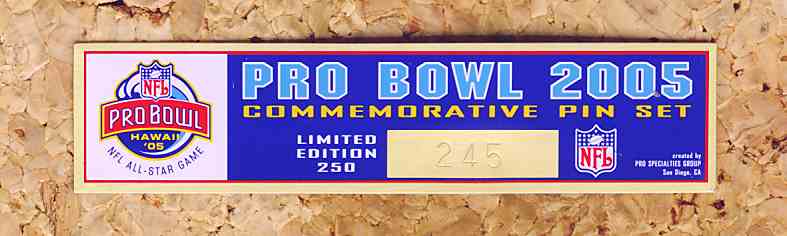 NFL
PRO BOWL
HAWAII
'05
NFL ALL-STAR GAME
PRO BOWL 2005
COMMEMORATIVE PIN SET
LIMITED
EDITION
250
245
NFL
created by
PRO SPECIALTIES GROUP
San Diego, CA